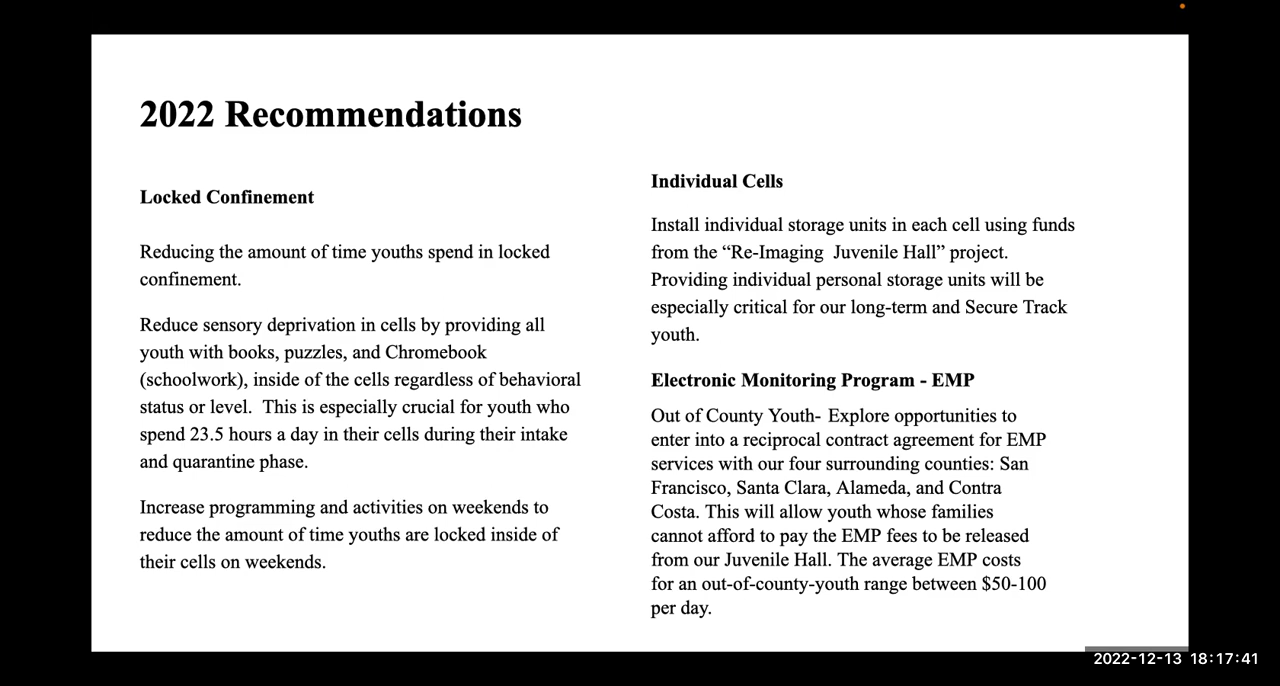 2022 Recommendations
Locked Confinement
Reducing the amount of time youths spend in locked
confinement.
Reduce sensory deprivation in cells by providing all
youth with books, puzzles, and Chromebook
(schoolwork), inside of the cells regardless of behavioral
status or level.  This is especially crucial for youth who
spend 23.5 hours a day in their cells during their intake
and quarantine phase.
Increase programming and activities on weekends to
reduce the amount of time youths are locked inside of
their cells on weekends.
Individual Cells
Install individual storage units in each cell using funds
from the “Re-Imaging  Juvenile Hall” project.
Providing individual personal storage units will be
especially critical for our long-term and Secure Track
youth.
Electronic Monitoring Program - EMP
Out of County Youth-  Explore opportunities to
enter into a reciprocal contract agreement for EMP
services with our four surrounding counties: San
Francisco, Santa Clara, Alameda, and Contra
Costa. This will allow youth whose families
cannot afford to pay the EMP fees to be released
from our Juvenile Hall. The average EMP costs
for an out-of-county-youth range between $50-100
per day.
2022-12-13  18:17:41